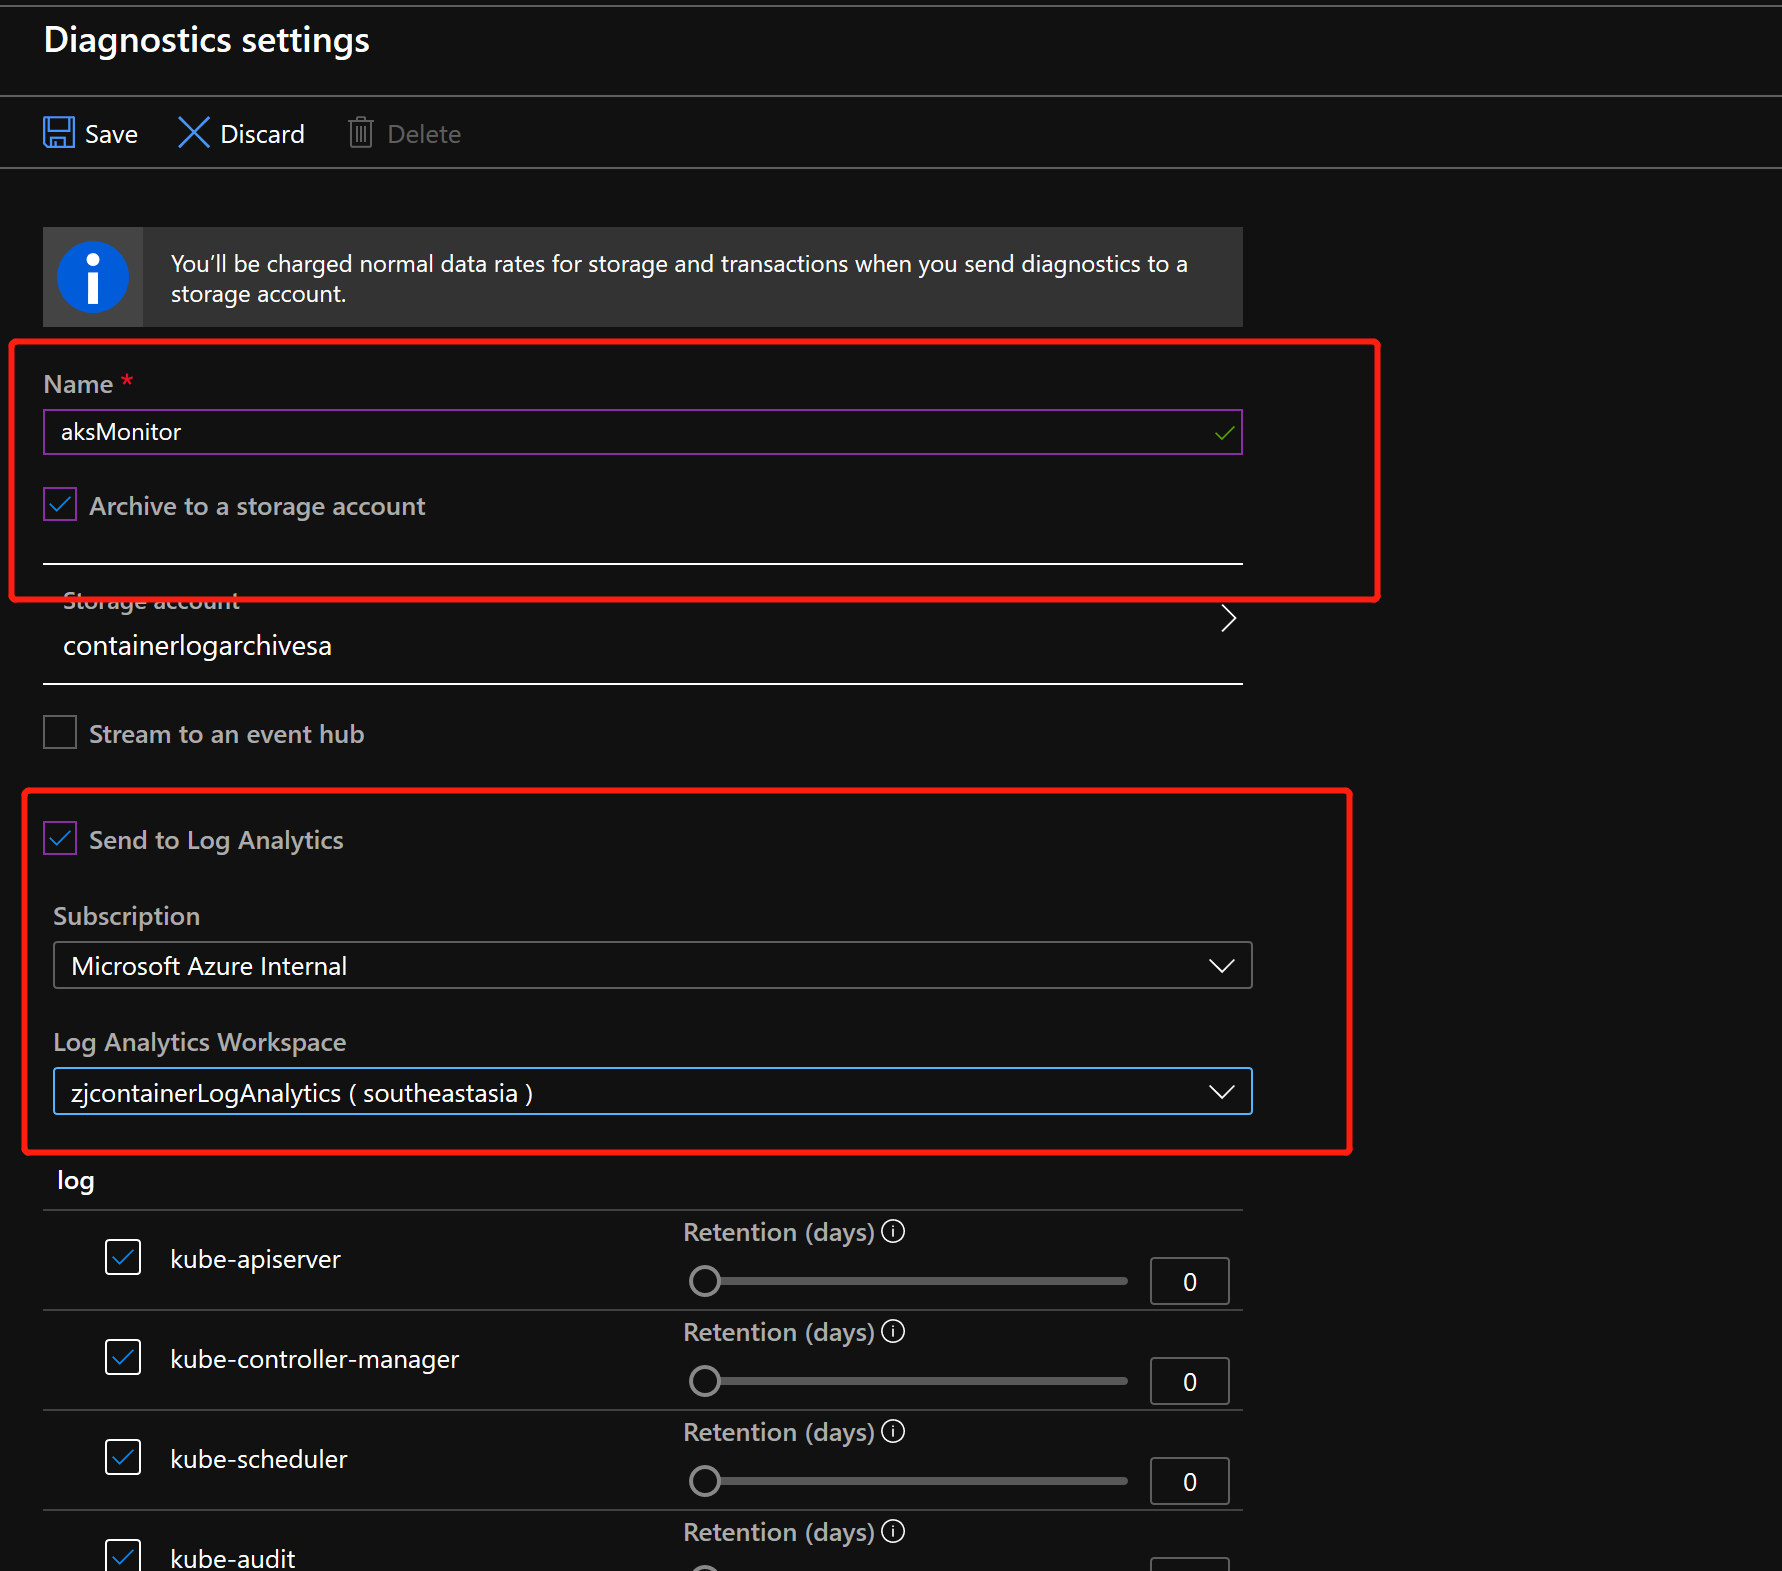 Diagnostics settings
Save Discard Delete
You'll be charged normal data rates for storage and transactions when you send diagnostics to a
storage account.
Name *
aksMonitor
Archive to a storage account
Storage account
containerlogarchivesa
Stream to an event hub
Send to Log Analytics
Subscription
Microsoft Azure Internal
Log Analytics Workspace
zjcontainerLogAnalytics ( southeastasia )
log
Retention (days)
kube-apiserver
0
Retention (days)
kube-controller-manager
0
Retention (days)
kube-scheduler
0
Retention (days)
kube-audit